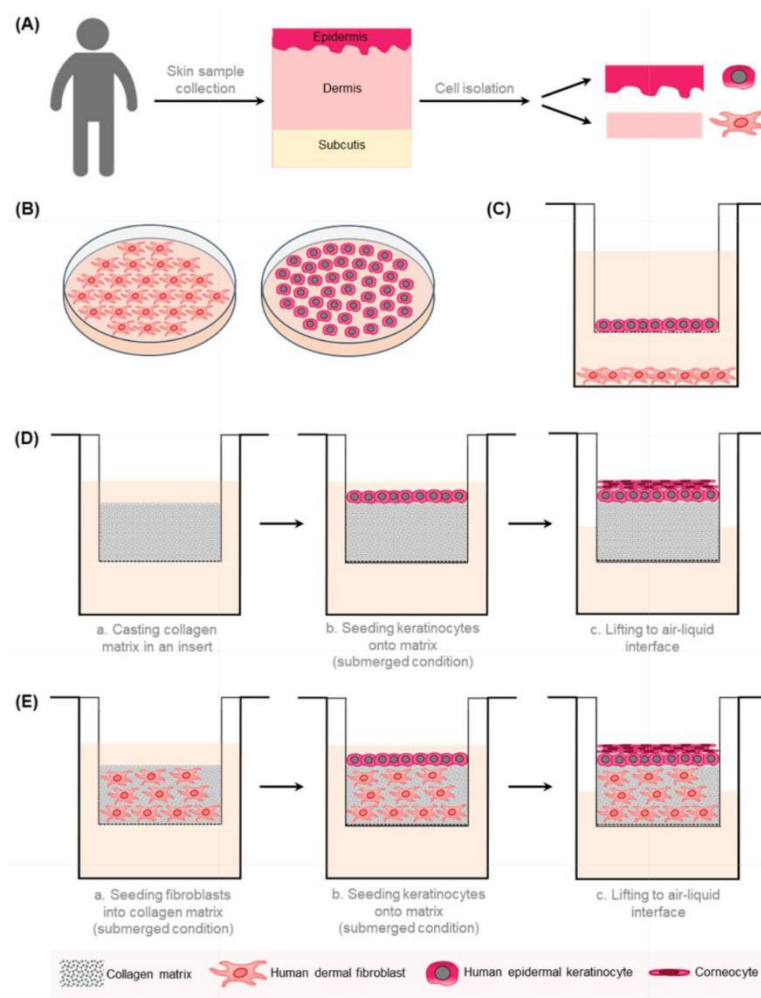 (A)
Skin sample
collection
Epidermis
Dermis
Subcutis
Cell isolation
(B)
(C)
(D)
a. Casting collagen
matrix in an insert
b. Seeding keratinocytes
onto matrix
(submerged condition)
c. Lifting to air-liquid
interface
(E)
a. Seeding fibroblasts
into collagen matrix
(submerged condition)
b. Seeding keratinocytes
onto matrix
(submerged condition)
c. Lifting to air-liquid
interface
Collagen matrix
Human dermal fibroblast
Human epidermal keratinocyte
Corneocyte